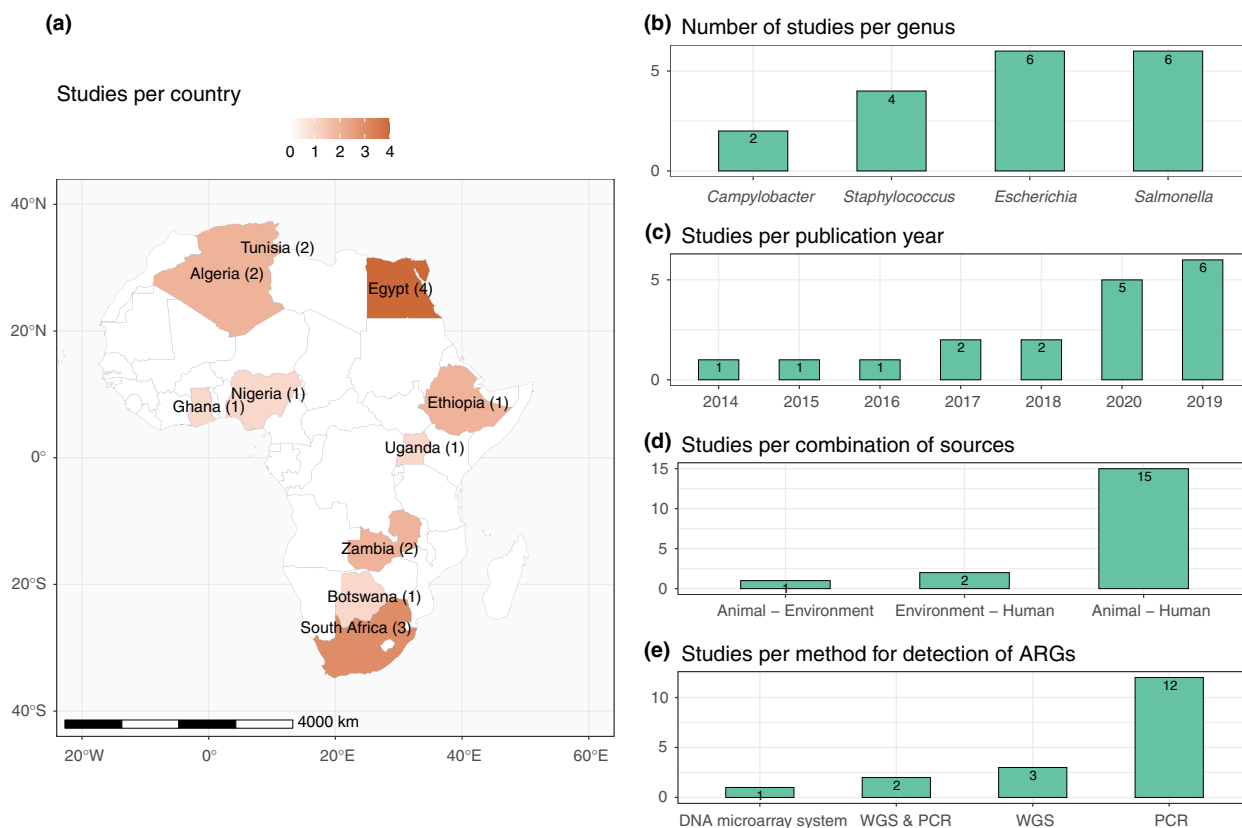 (a)
Studies per country
0 1 2 3 4
40°N
20°N
0°
20°S
40°S
Tunisia (2)
Algeria (2)
Egypt (4)
Nigeria (1)
Ghana (1)
Ethiopia (1)
Uganda (1)
Zambia (2)
Botswana (1)
South Africa (3)
4000 km
20°W 0° 20°E 40°E 60°E
(b) Number of studies per genus
5
0
2 4 6 6
Campylobacter Staphylococcus Escherichia Salmonella
(c) Studies per publication year
5
0
1 1 1 2 2 5 6
2014 2015 2016 2017 2018 2020 2019
(d) Studies per combination of sources
15
10
5
0
1 2 15
Animal − Environment Environment − Human Animal − Human
(e) Studies per method for detection of ARGs
10
5
0
1 2 3 12
DNA microarray system WGS & PCR WGS PCR